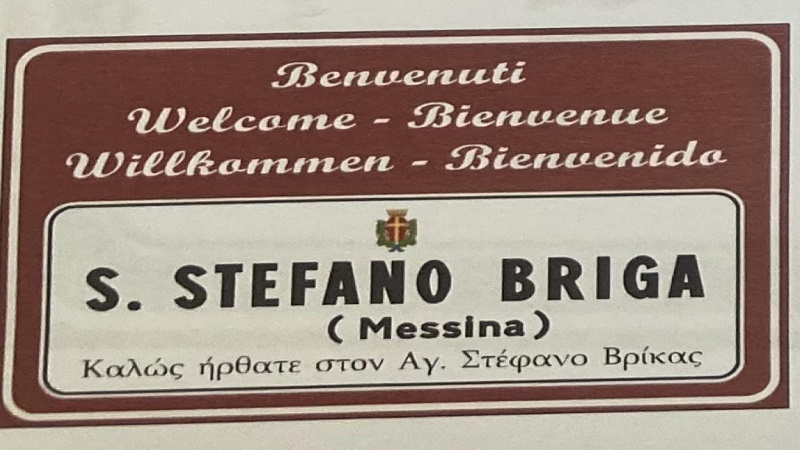 Benvenuti
Welcome - Bienvenue
Willkommen - Bienvenido
S. STEFANO BRIGA
(Messina)
Καλώς ήρθατε στον Αγ. Στέφανο Βρίκας